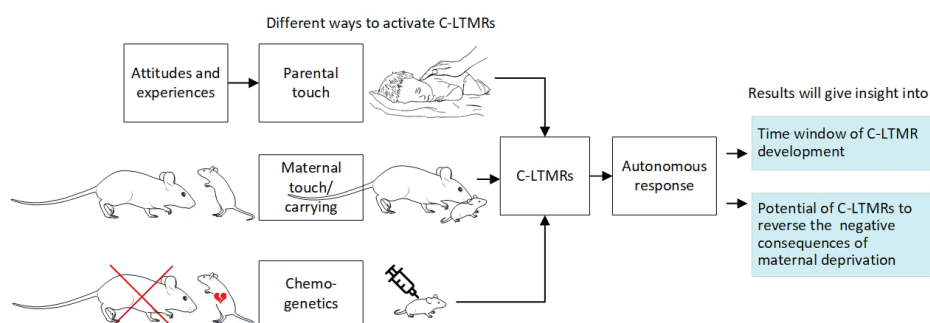 Different ways to activate C-LTMRs
Attitudes and
experiences
Parental
touch
Results will give insight into
Time window of C-LTMR
development
Maternal
touch/
carrying
C-LTMRs
Autonomous
response
Potential of C-LTMRs to
reverse the negative
consequences of
maternal deprivation
Chemo-
genetics